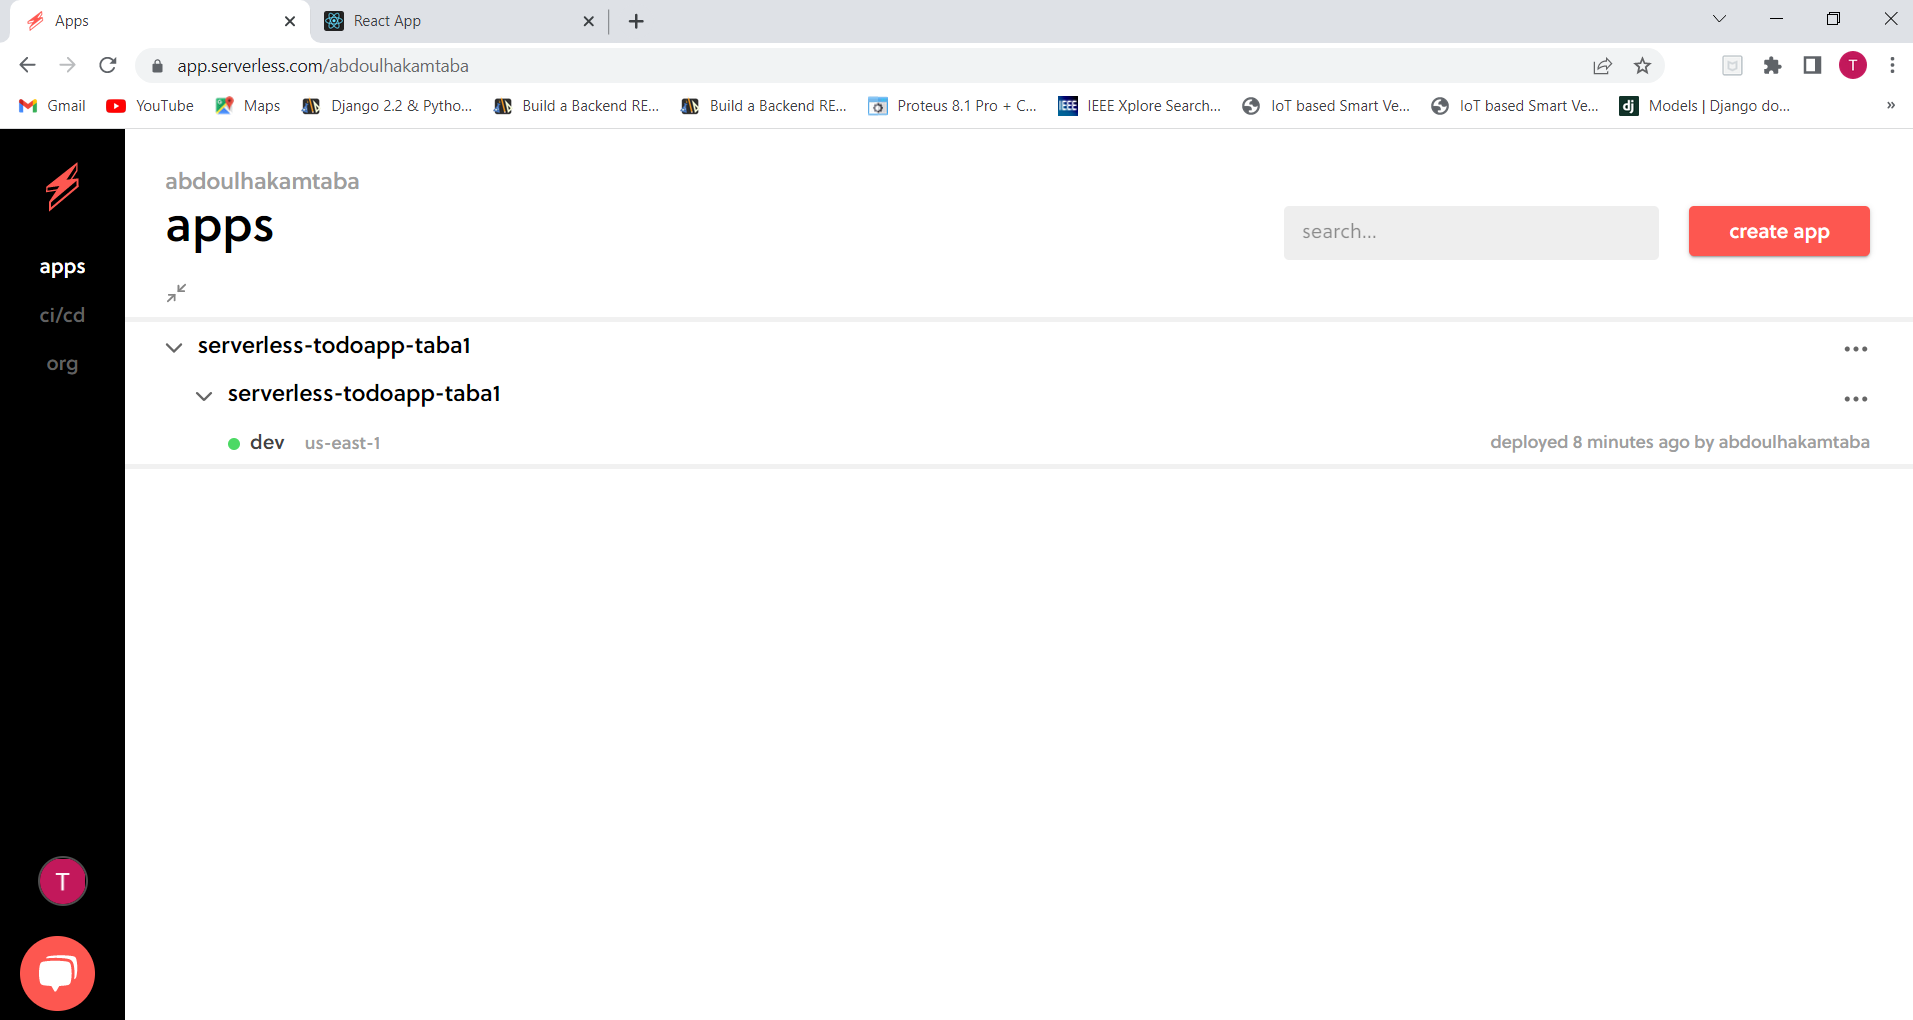 Apps
React App
app.serverless.com/abdoulhakamtaba
Gmail
YouTube
Maps
Django 2.2 & Pytho...
Build a Backend RE...
Build a Backend RE...
Proteus 8.1 Pro + C...
IEEE
IEEE Xplore Search...
IoT based Smart Ve...
IoT based Smart Ve...
dj
Models | Django do...
»
T
abdoulhakamtaba
apps
search...
create app
apps
ci/cd
org
serverless-todoapp-taba1
serverless-todoapp-taba1
dev us-east-1
deployed 8 minutes ago by abdoulhakamtaba
T